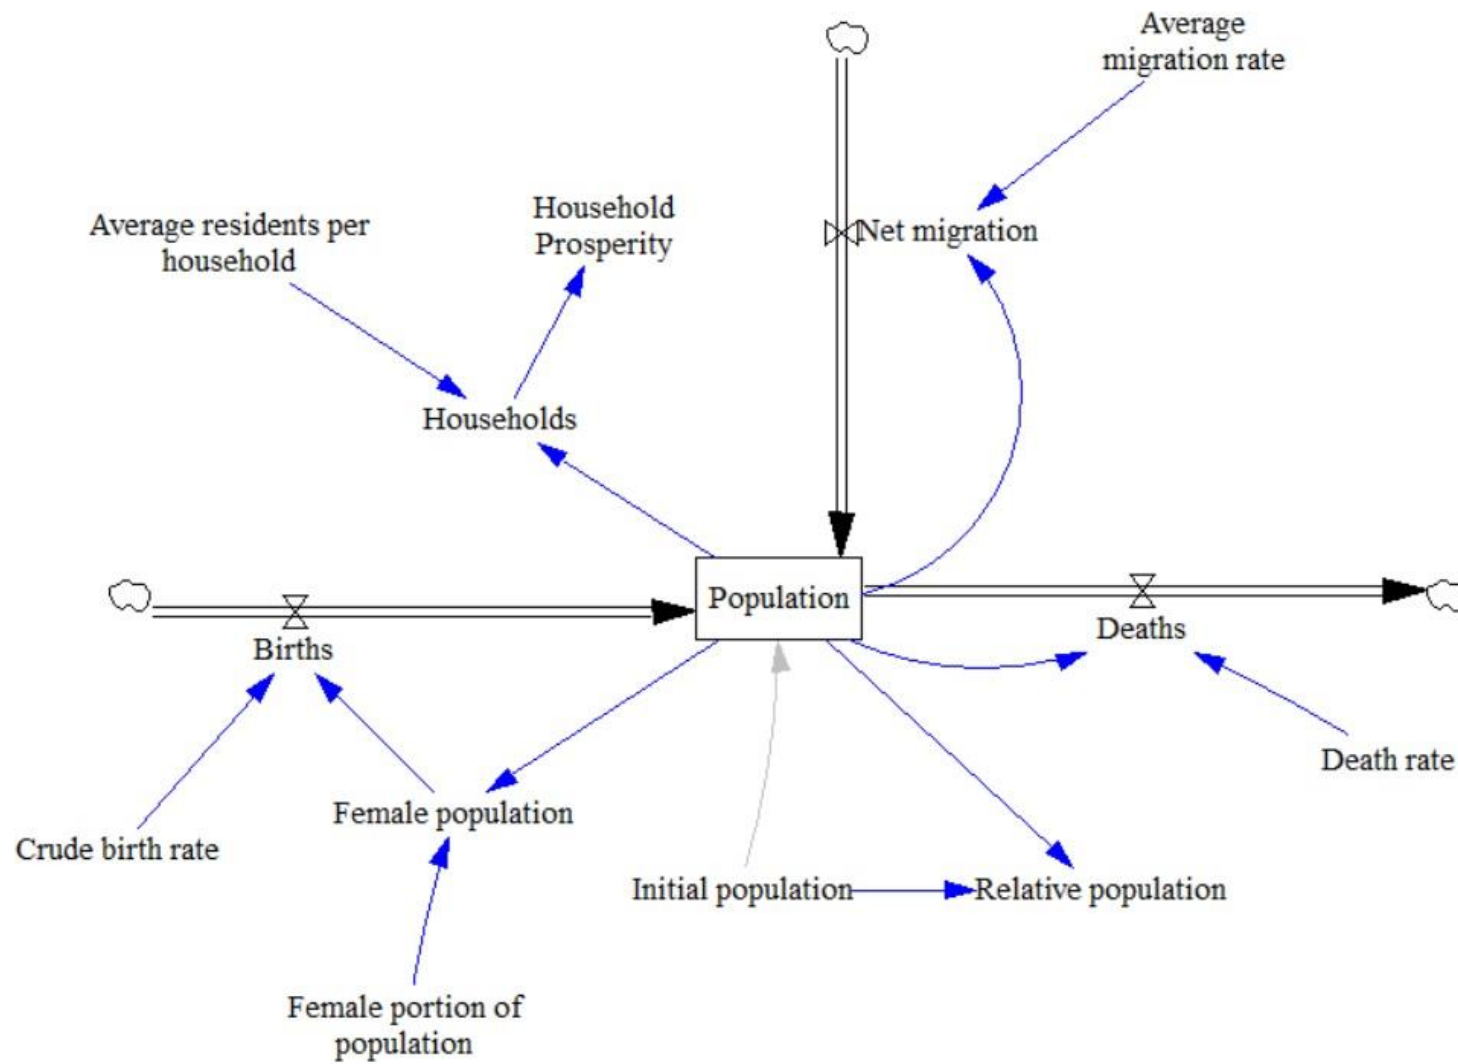 Average
migration rate
Household
Prosperity
Average residents per
household
Net migration
Households
Population
Births
Deaths
Death rate
Female population
Crude birth rate
Initial population
Relative population
Female portion of
population